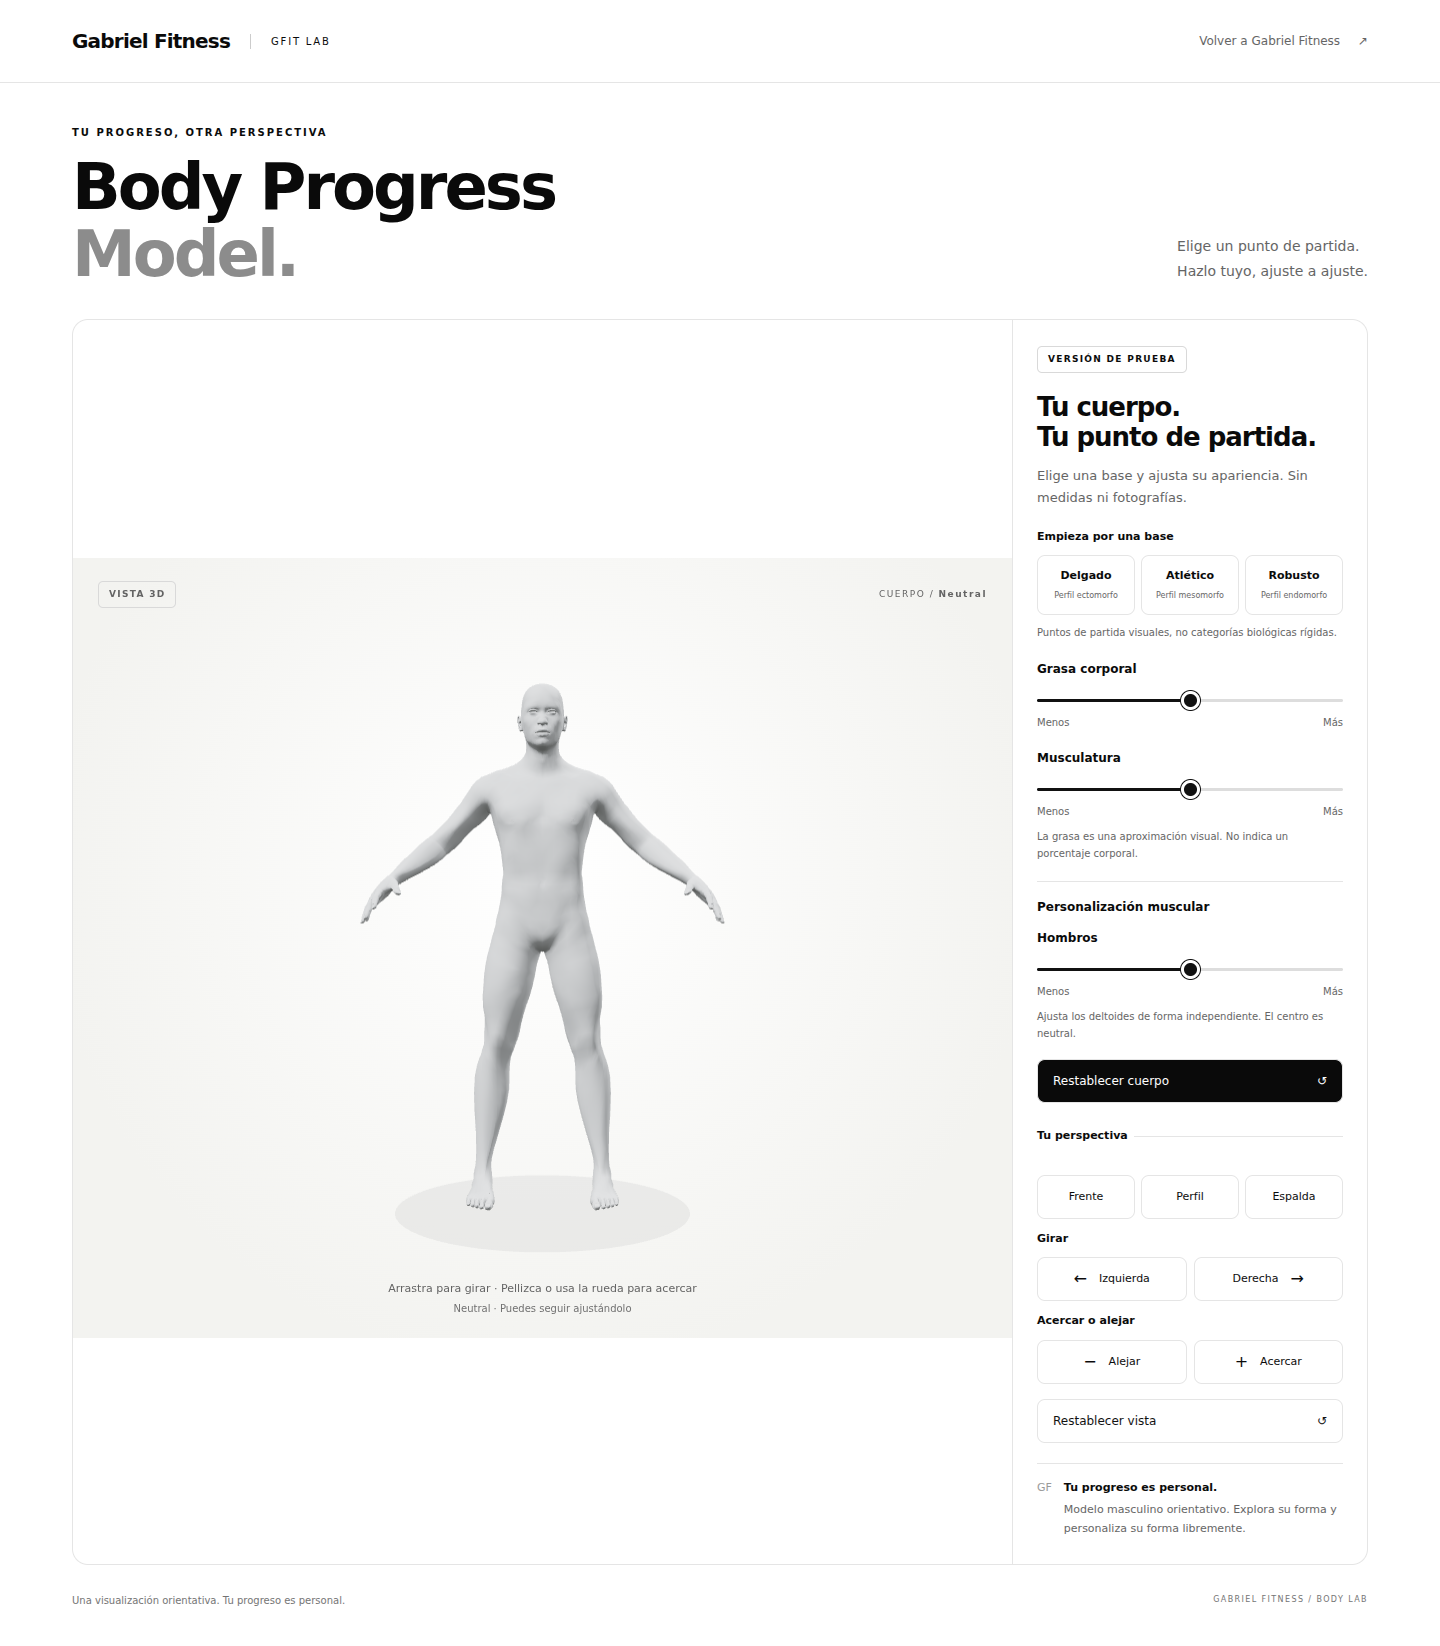 Gabriel Fitness
GFIT LAB
Volver a Gabriel Fitness ↗
TU PROGRESO, OTRA PERSPECTIVA
Body Progress
Model.
Elige un punto de partida.
Hazlo tuyo, ajuste a ajuste.
VISTA 3D
CUERPO / Neutral
Arrastra para girar · Pellizca o usa la rueda para acercar
Neutral · Puedes seguir ajustándolo
VERSIÓN DE PRUEBA
Tu cuerpo.
Tu punto de partida.
Elige una base y ajusta su apariencia. Sin
medidas ni fotografías.
Empieza por una base
Delgado
Perfil ectomorfo
Atlético
Perfil mesomorfo
Robusto
Perfil endomorfo
Puntos de partida visuales, no categorías biológicas rígidas.
Grasa corporal
Menos
Más
Musculatura
Menos
Más
La grasa es una aproximación visual. No indica un
porcentaje corporal.
Personalización muscular
Hombros
Menos
Más
Ajusta los deltoides de forma independiente. El centro es
neutral.
Restablecer cuerpo ↺
Tu perspectiva
Frente
Perfil
Espalda
Girar
← Izquierda
Derecha →
Acercar o alejar
− Alejar
+ Acercar
Restablecer vista ↺
GF
Tu progreso es personal.
Modelo masculino orientativo. Explora su forma y
personaliza su forma libremente.
Una visualización orientativa. Tu progreso es personal.
GABRIEL FITNESS / BODY LAB